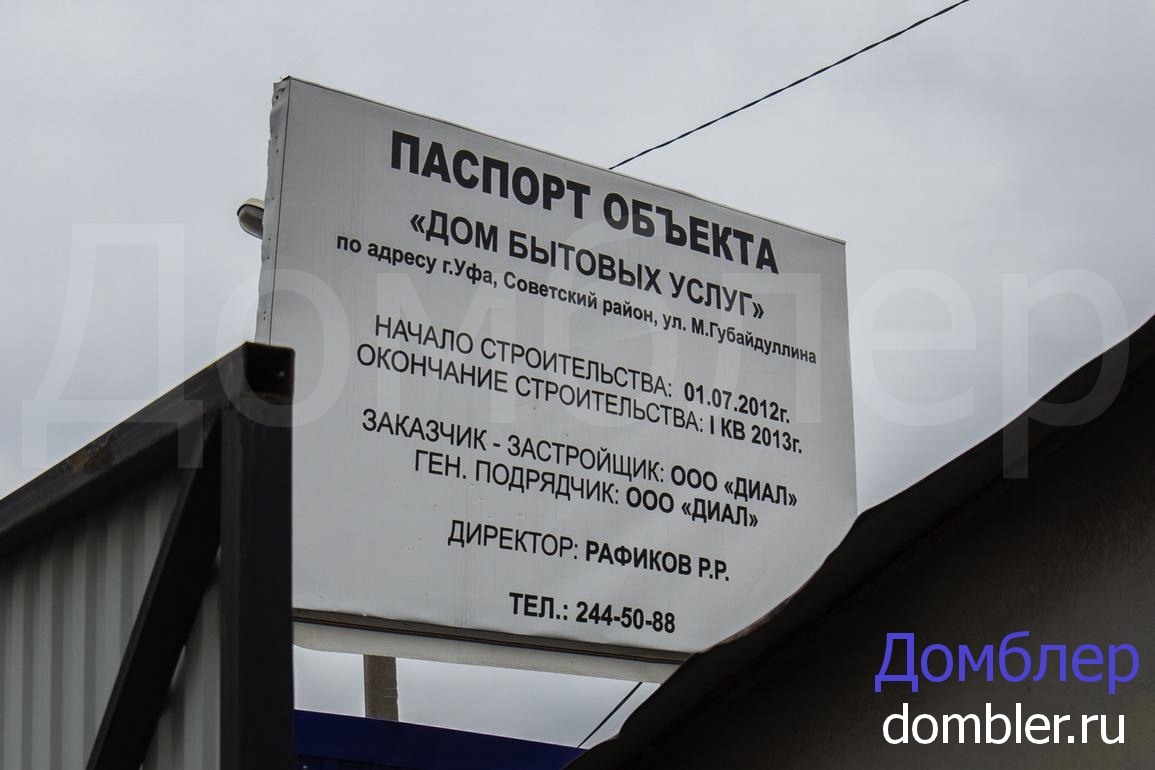 ПАСПОРТ ОБЪЕКТА
«ДОМ БЫТОВЫХ УСЛУГ»
по адресу г.Уфа, Советский район, ул. М.Губайдуллина
НАЧАЛО СТРОИТЕЛЬСТВА: 01.07.2012г.
ОКОНЧАНИЕ СТРОИТЕЛЬСТВА: I КВ 2013г.
ЗАКАЗЧИК - ЗАСТРОЙЩИК: ООО «ДИАЛ»
ГЕН. ПОДРЯДЧИК: ООО «ДИАЛ»
ДИРЕКТОР: РАФИКОВ Р.Р.
ТЕЛ.: 244-50-88
Домблер
Домблер
dombler.ru